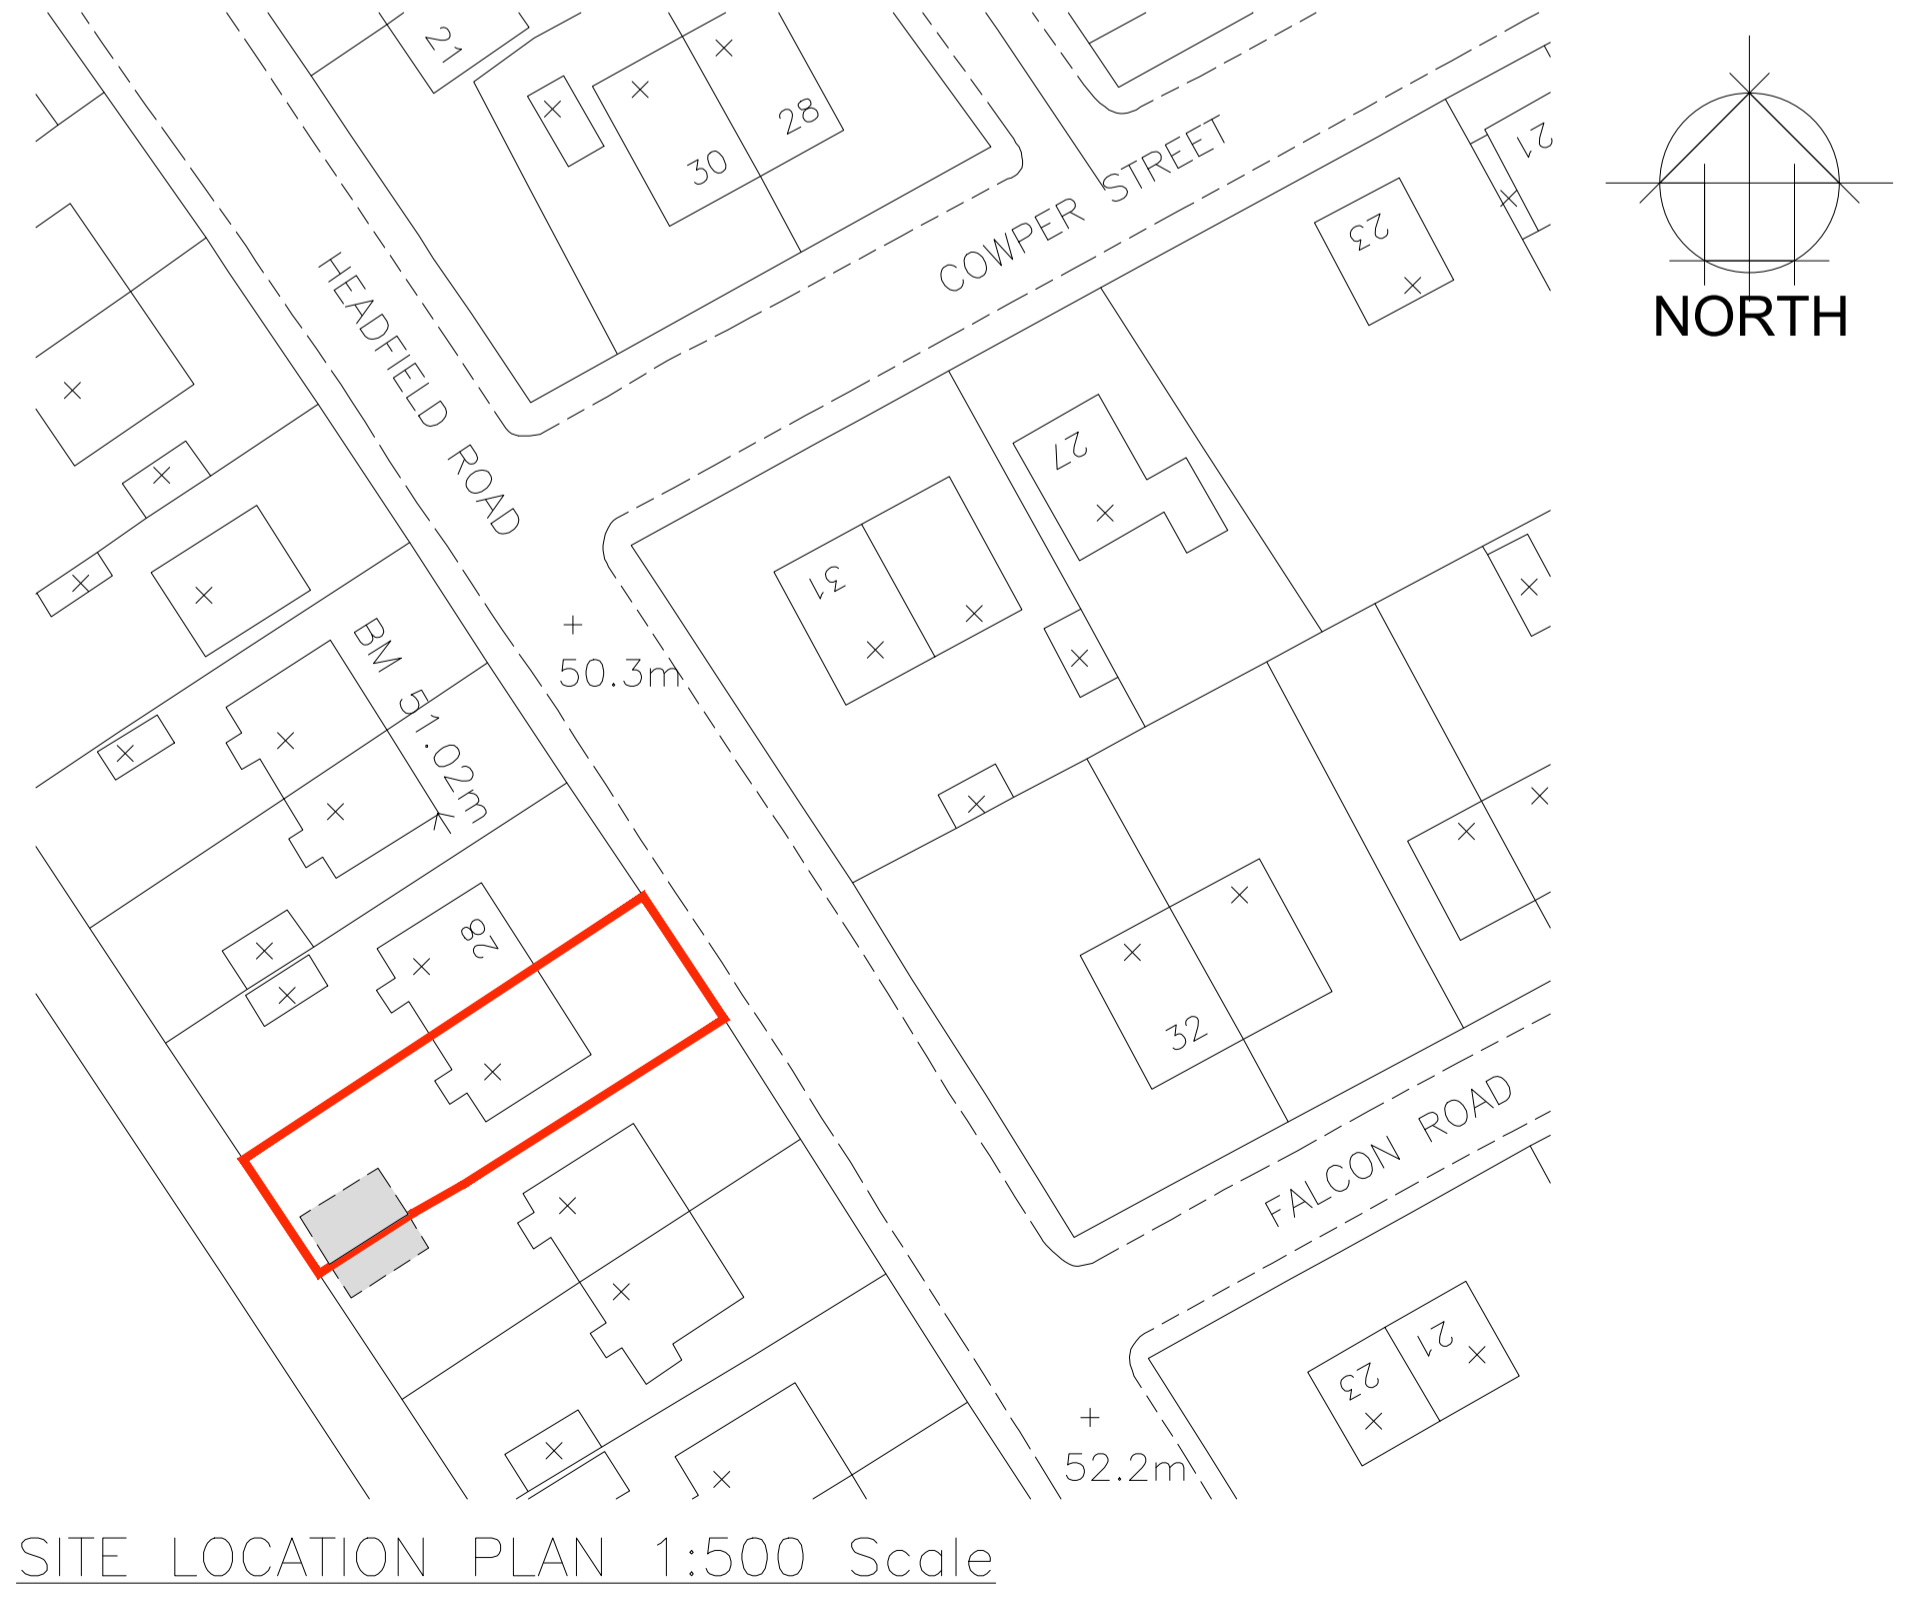 21
28
30
COWPER STREET
21
23
NORTH
HEADFIELD ROAD
27
31
50.3m
BM 51.02m
28
32
FALCON ROAD
21
23
52.2m
SITE LOCATION PLAN 1:500 Scale